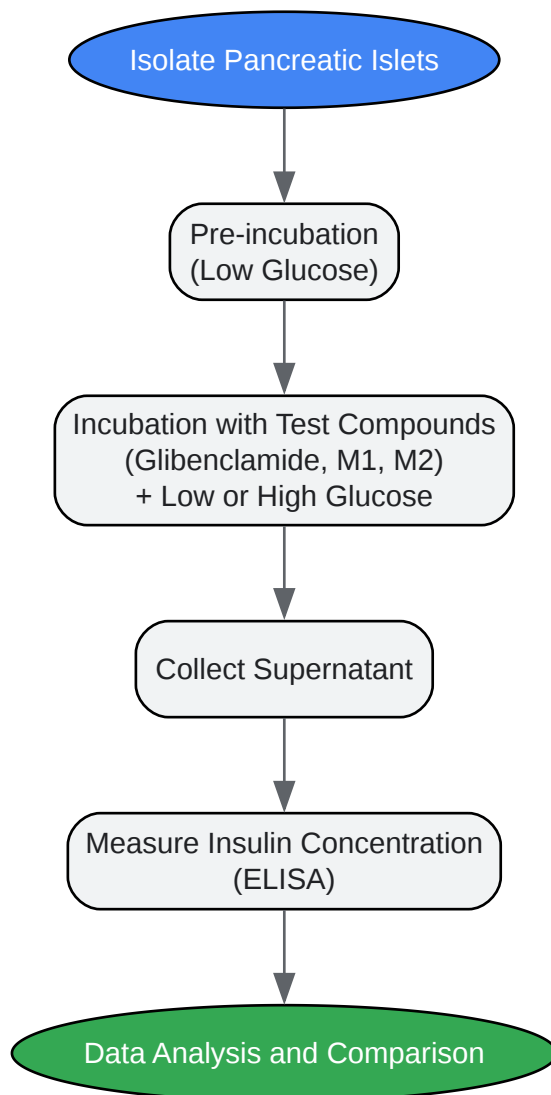 Isolate Pancreatic Islets
Pre-incubation
(Low Glucose)
Incubation with Test Compounds
(Glibenclamide, M1, M2)
+ Low or High Glucose
Collect Supernatant
Measure Insulin Concentration
(ELISA)
Data Analysis and Comparison